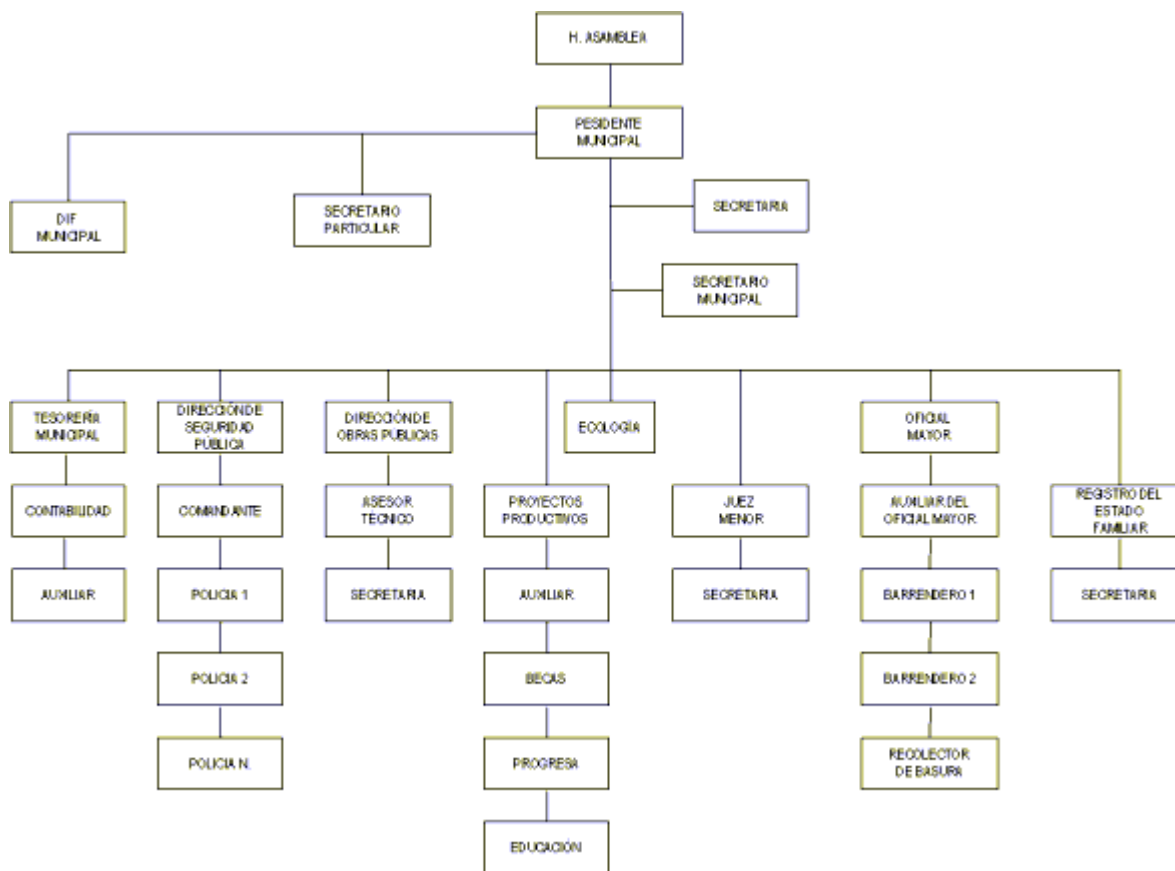 H. ASAMBLEA
PESIDENTE
MUNICIPAL
DIF
MUNICIPAL
SECRETARIO
PARTICULAR
SECRETARIA
SECRETARIO
MUNICIPAL
TESORERÍA
MUNICIPAL
DIRECCIÓN DE
SEGURIDAD
PÚBLICA
DIRECCIÓN DE
OBRAS PÚBLICAS
ECOLOGÍA
OFICIAL
MAYOR
CONTABILIDAD
COMANDANTE
ASESOR
TÉCNICO
PROYECTOS
PRODUCTIVOS
JUEZ
MENOR
AUXILIAR DEL
OFICIAL MAYOR
REGISTRO DEL
ESTADO
FAMILIAR
AUXILIAR
POLICIA 1
SECRETARIA
AUXILIAR
SECRETARIA
BARRENDERO 1
SECRETARIA
POLICIA 2
BECAS
BARRENDERO 2
POLICIA N.
PROGRESA
RECOLECTOR
DE BASURA
EDUCACIÓN